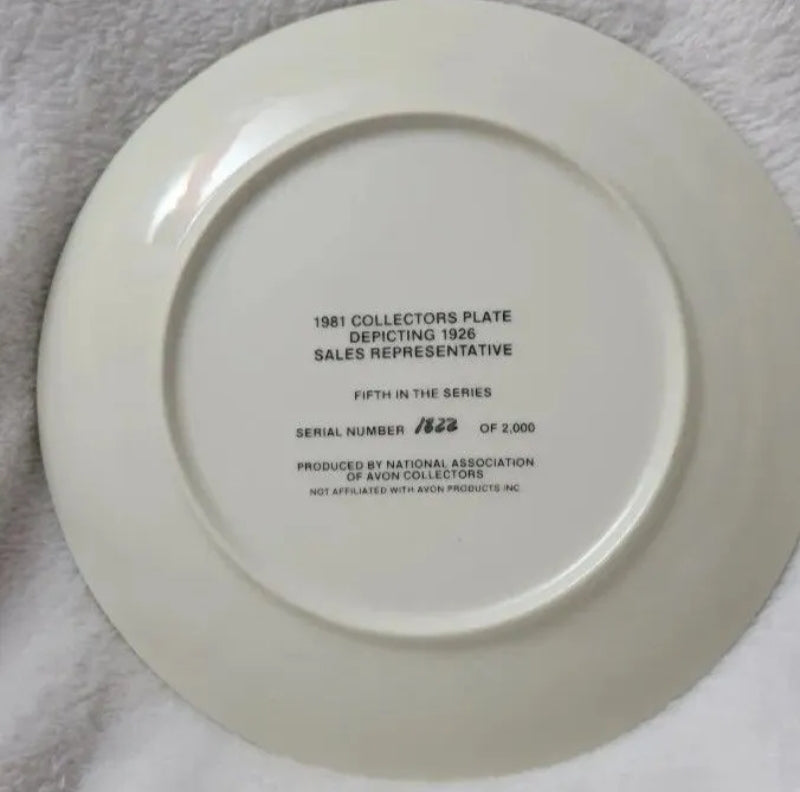 1981 COLLECTORS PLATE
DEPICTING 1926
SALES REPRESENTATIVE
FIFTH IN THE SERIES
SERIAL NUMBER 1822 OF 2,000
PRODUCED BY NATIONAL ASSOCIATION
OF AVON COLLECTORS
NOT AFFILIATED WITH AVON PRODUCTS INC